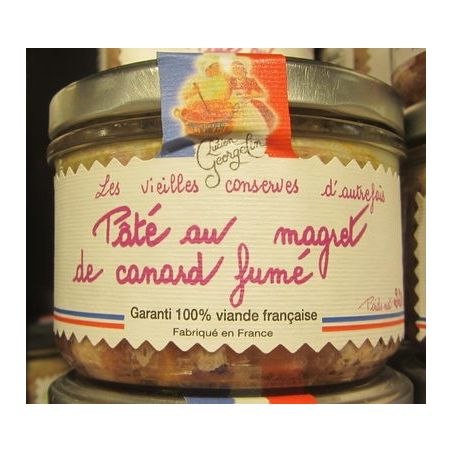 Lucien
Georgelin
Les vieilles conserves d'autrefois
Pâté au magret
de canard fumé
Garanti 100% viande française
Fabriqué en France